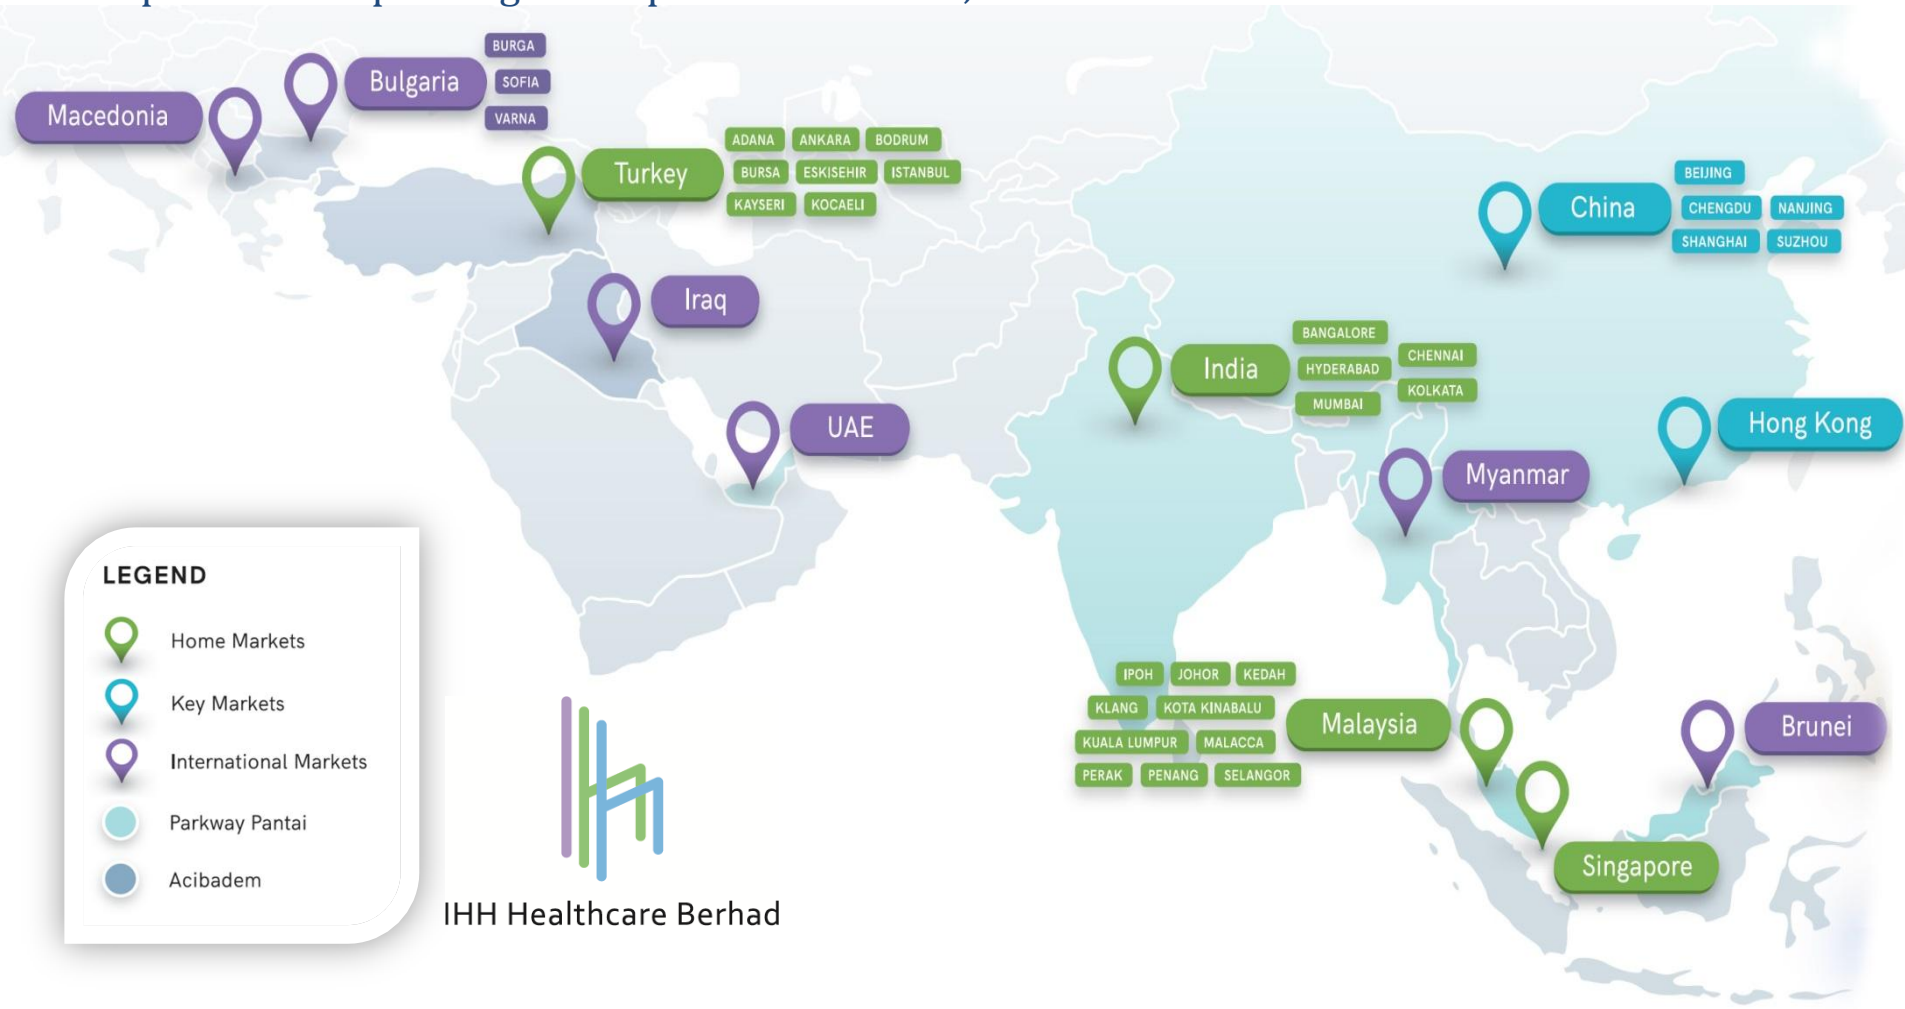 Macedonia
Bulgaria
BURGA
SOFIA
VARNA
Turkey
ADANA ANKARA BODRUM
BURSA ESKISEHIR ISTANBUL
KAYSERI KOCAELI
China
BEIJING
CHENGDU NANJING
SHANGHAI SUZHOU
Iraq
India
BANGALORE
CHENNAI
HYDERABAD
KOLKATA
MUMBAI
UAE
Hong Kong
Myanmar
LEGEND
Home Markets
Key Markets
International Markets
Parkway Pantai
Acibadem
IHH Healthcare Berhad
IPOH JOHOR KEDAH
KLANG KOTA KINABALU
KUALA LUMPUR MALACCA
PERAK PENANG SELANGOR
Malaysia
Brunei
Singapore